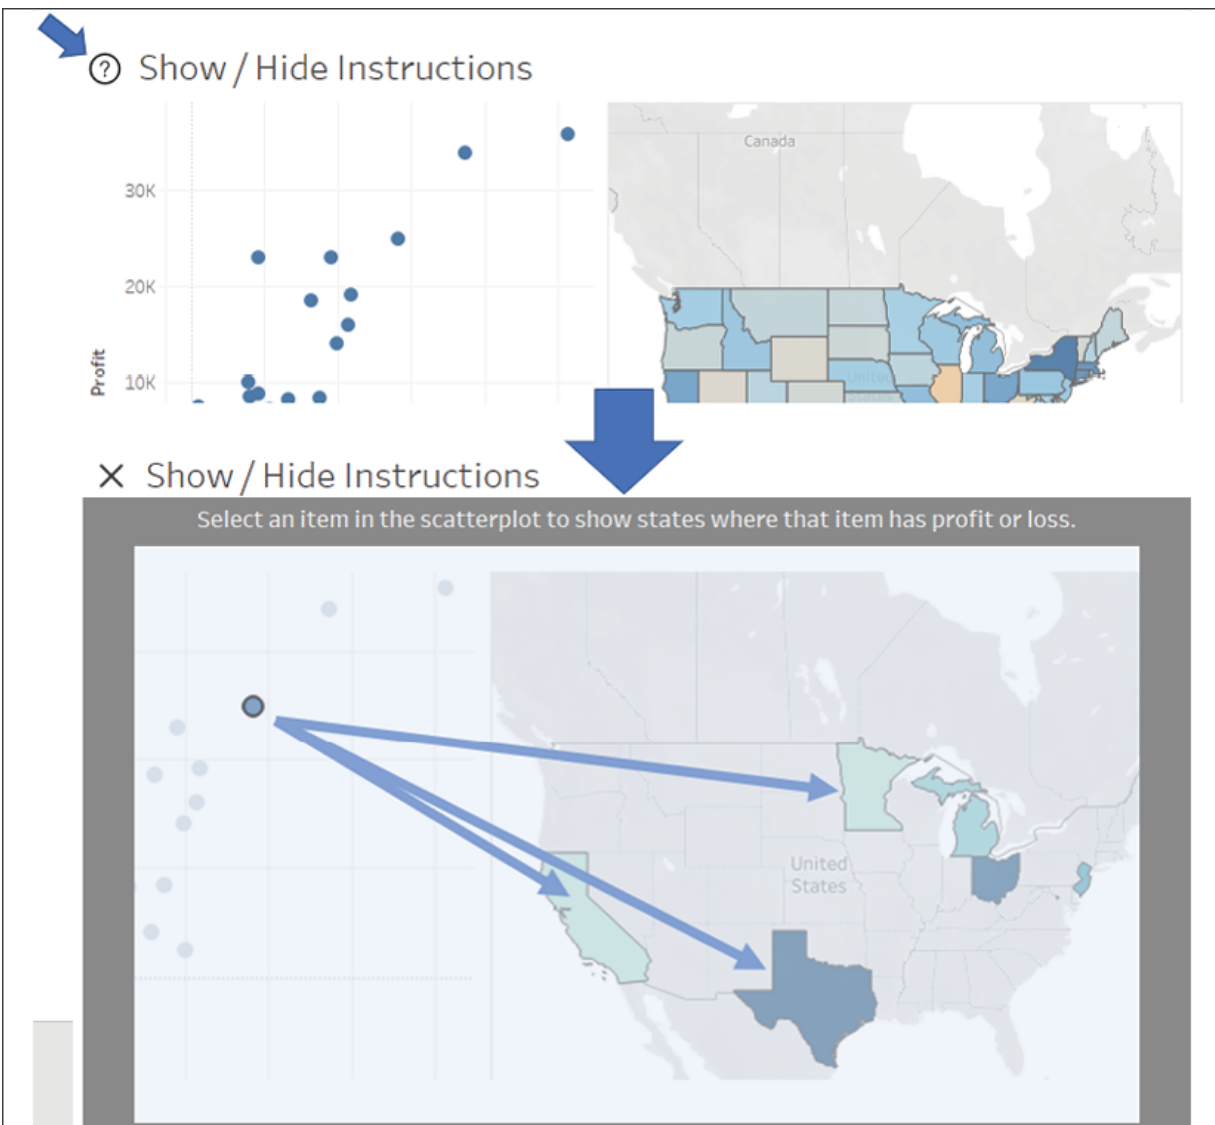 ? Show / Hide Instructions
Canada
30K
20K
Profit
10K
United
Show / Hide Instructions
Select an item in the scatterplot to show states where that item has profit or loss.
United
States